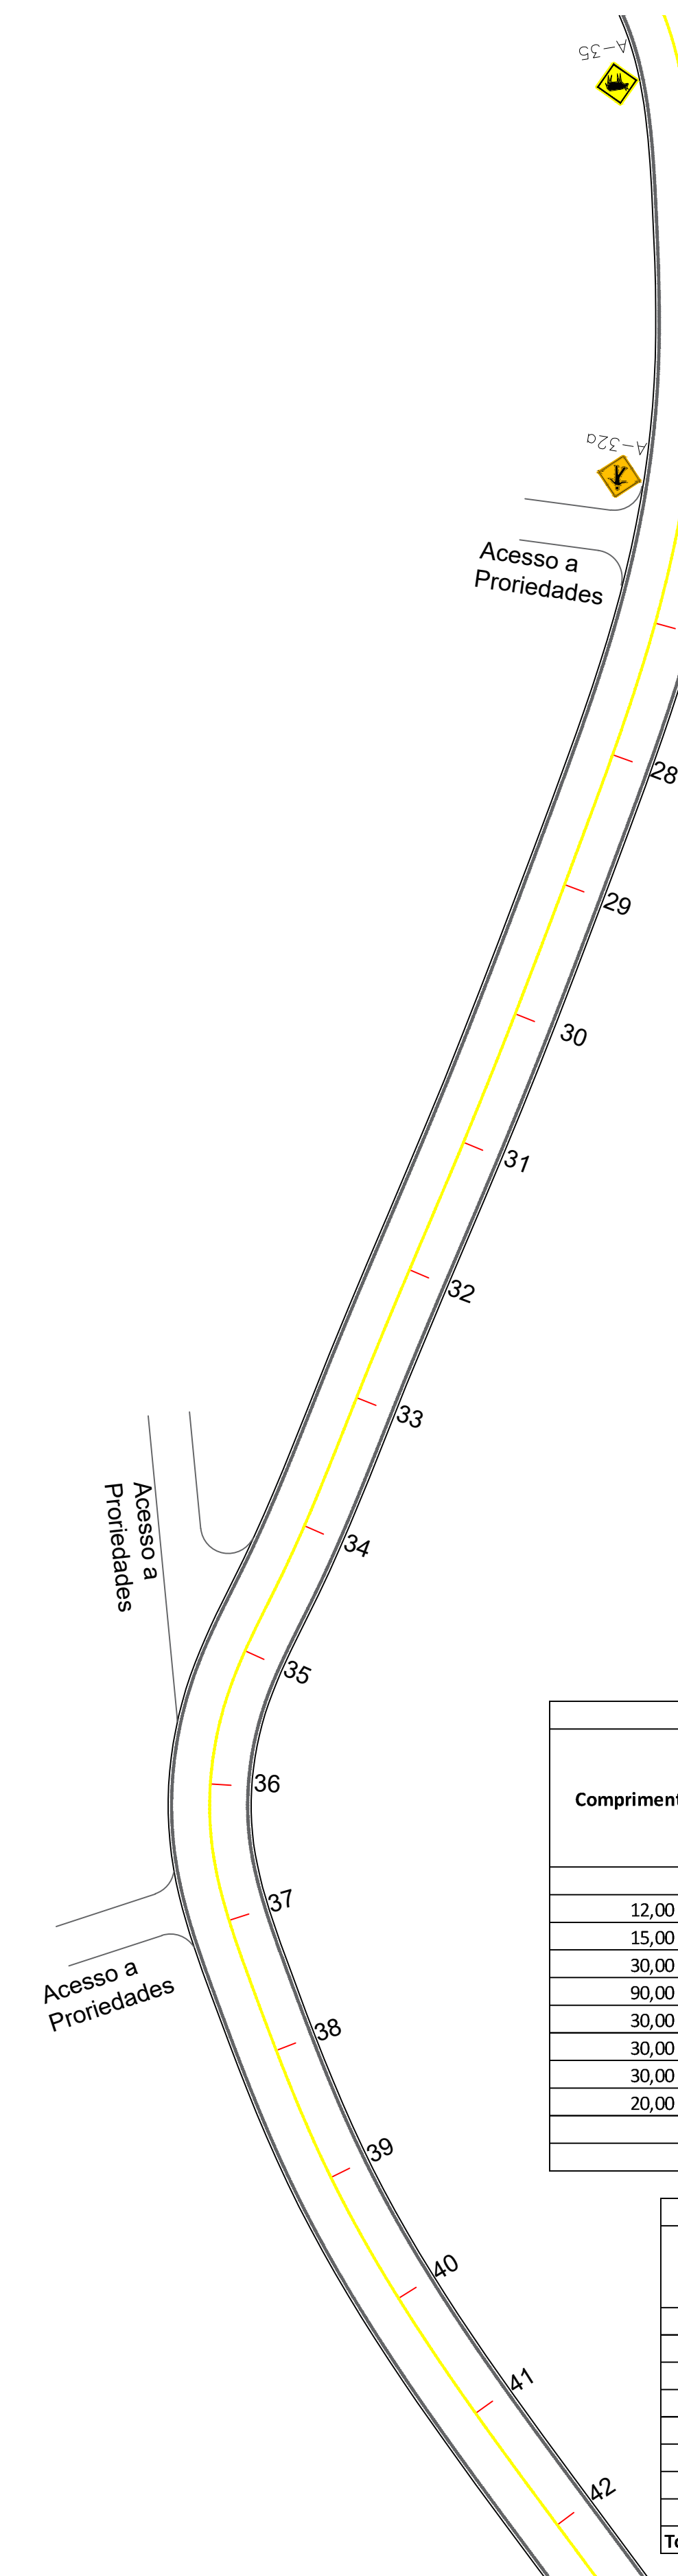 A-35
A-32a
Acesso a
Proriedades
28
29
30
31
32
33
Acesso a
Proriedades
34
35
36
37
Acesso a
Proriedades
38
39
40
41
42
Compriment
12,00
15,00
30,00
90,00
30,00
30,00
30,00
20,00
To